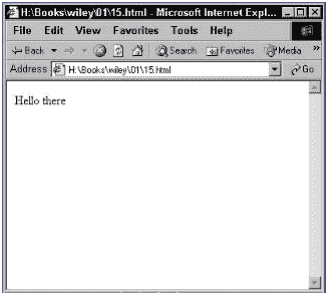 H:\Books\wiley\01\15.html - Microsoft Internet Expl...
File Edit View Favorites Tools Help
Back Search Favorites Media »
Address H:\Books\wiley\01\15.html Go
Hello there